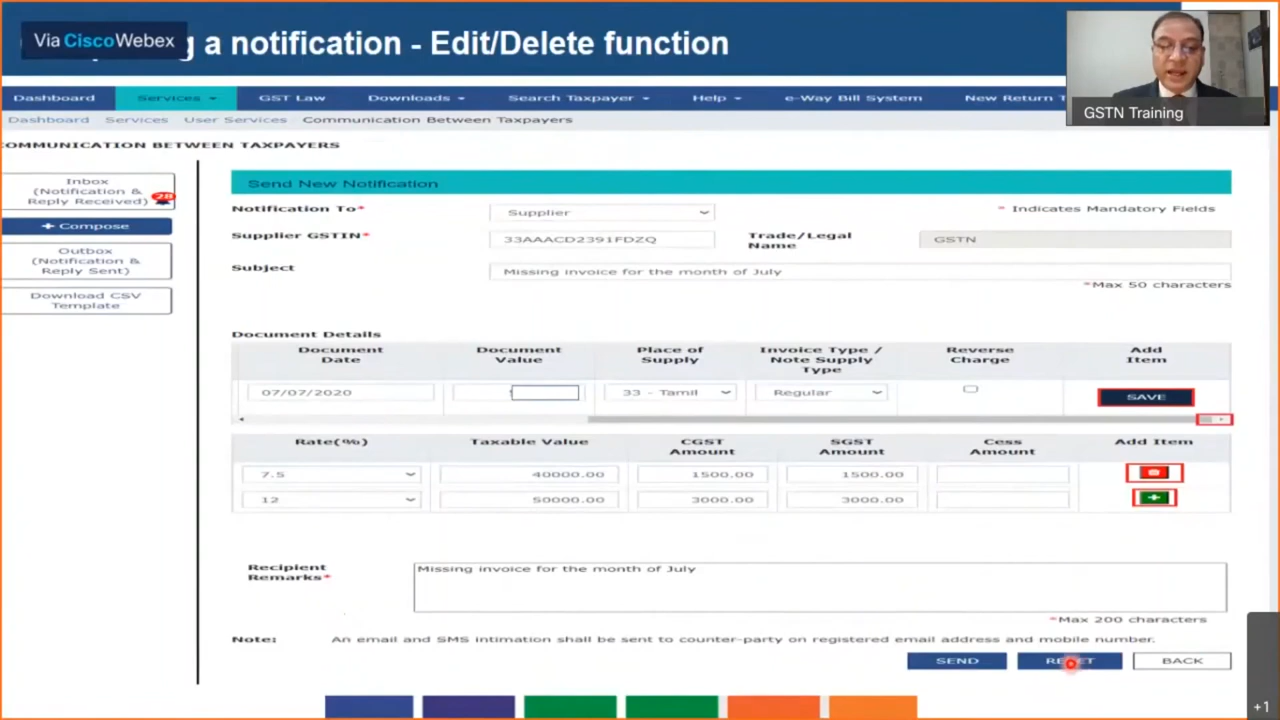 Via CiscoWebex
a notification - Edit/Delete function
GSTN Training
Dashboard Services GST Law Downloads Search Taxpayer Help e-Way Bill System New Return T
Dashboard Services User Services Communication Between Taxpayers
COMMUNICATION BETWEEN TAXPAYERS
Inbox
(Notification &
Reply Received)
28
+ Compose
Outbox
(Notification &
Reply Sent)
Download CSV
Template
Send New Notification
Notification To* Supplier * Indicates Mandatory Fields
Supplier GSTIN* 33AAACD2391FDZQ Trade/Legal Name GSTN
Subject Missing invoice for the month of July
*Max 50 characters
Document Details
Document Date Document Value Place of Supply Invoice Type / Note Supply Type Reverse Charge Add Item
07/07/2020 33 - Tamil Regular SAVE
Rate(%) Taxable Value CGST Amount SGST Amount Cess Amount Add Item
7.5 40000.00 1500.00 1500.00
12 50000.00 3000.00 3000.00 +
Recipient Remarks* Missing invoice for the month of July
*Max 200 characters
Note: An email and SMS intimation shall be sent to counter-party on registered email address and mobile number.
SEND RESET BACK
+1